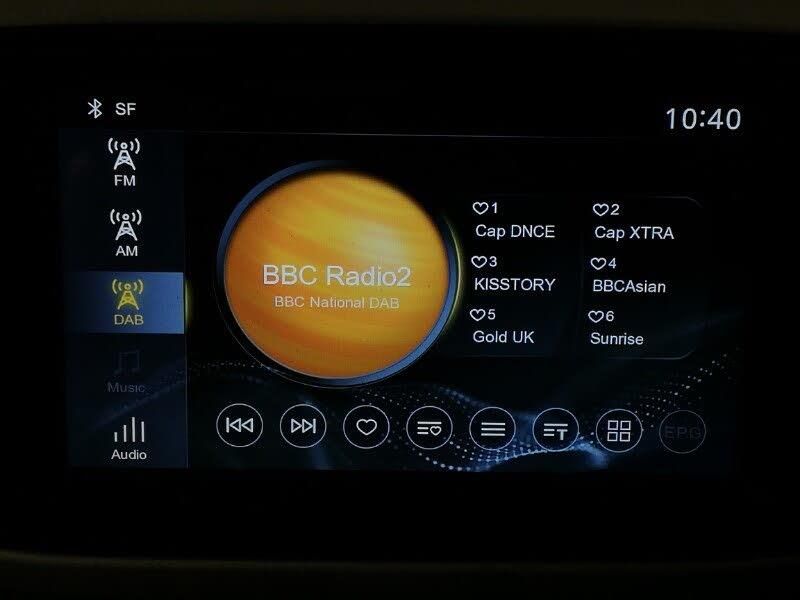 SF
10:40
FM
AM
DAB
Music
Audio
BBC Radio2
BBC National DAB
1
Cap DNCE
2
Cap XTRA
3
KISSTORY
4
BBCAsian
5
Gold UK
6
Sunrise
T
EPG